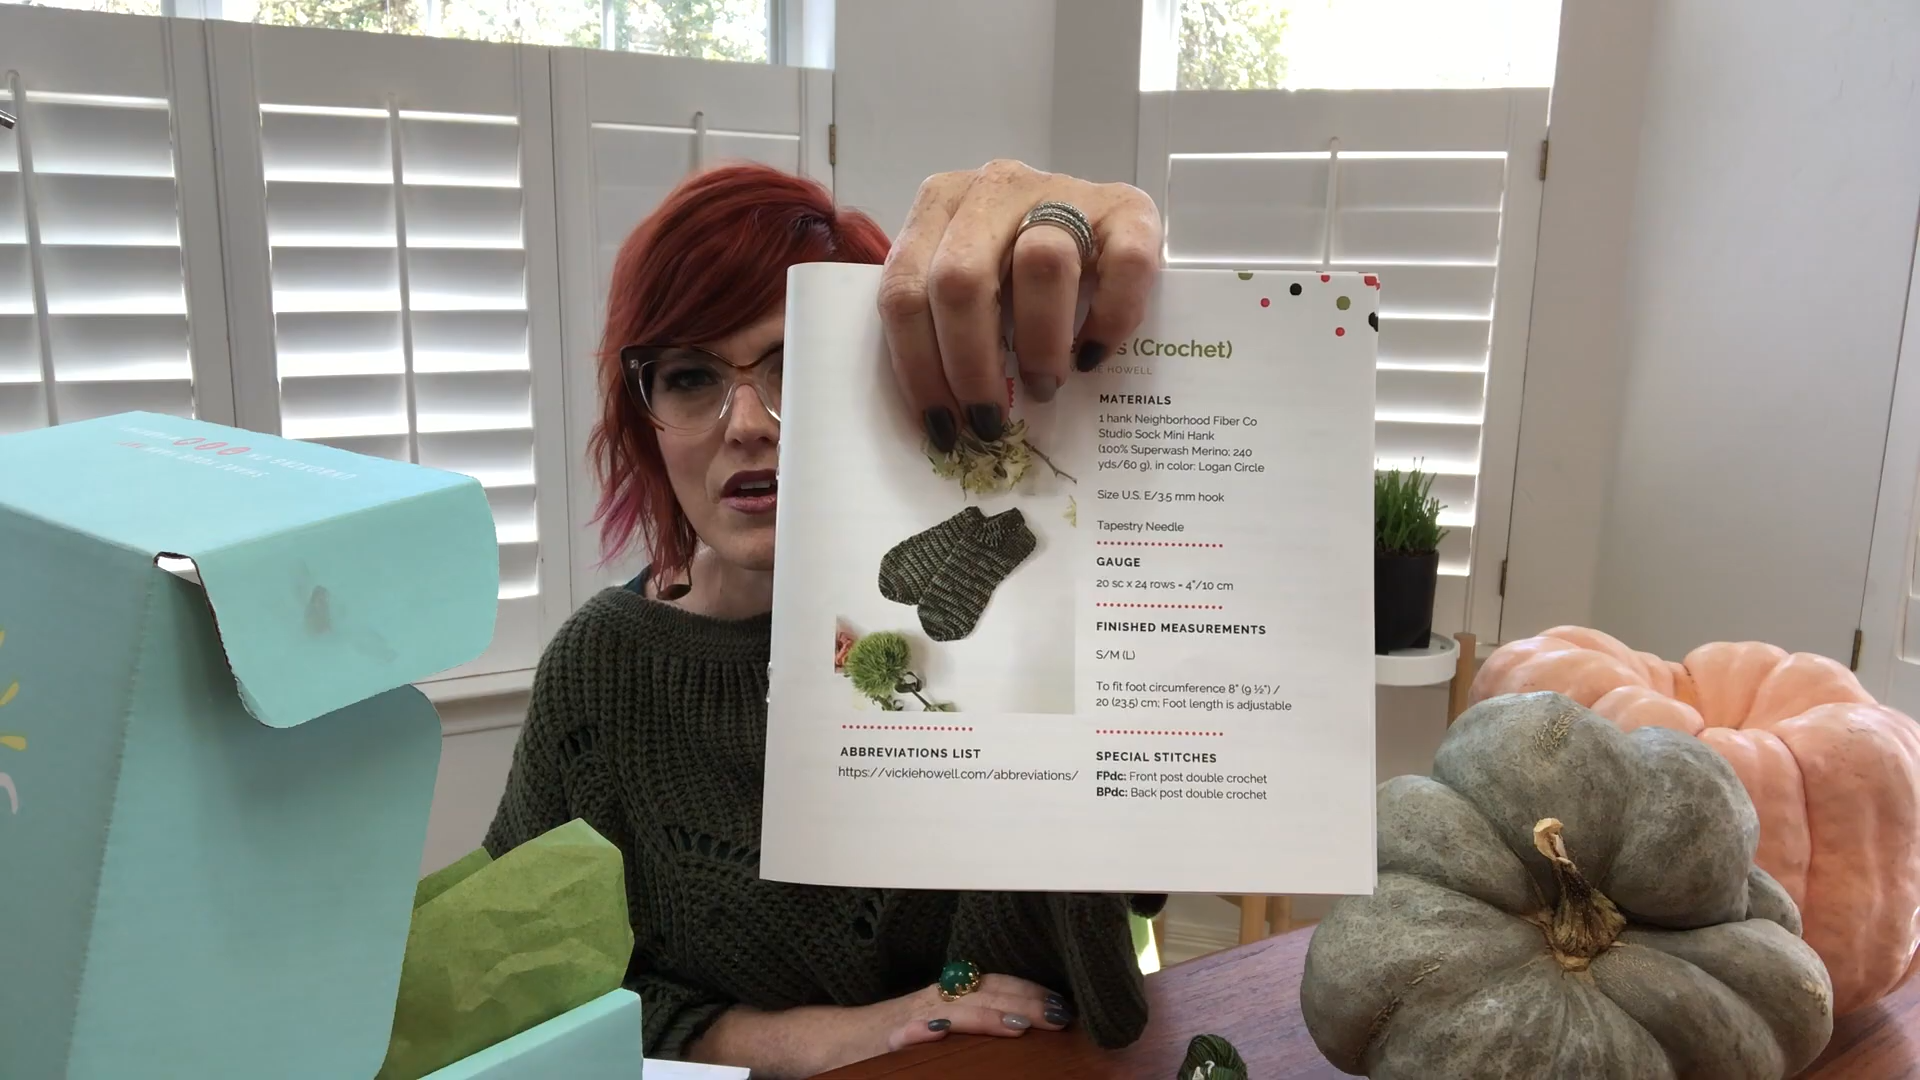 (Crochet)
HOWELL
MATERIALS
1 hank Neighborhood Fiber Co
Studio Sock Mini Hank
(100% Superwash Merino; 240
yds/60 g), in color: Logan Circle
Size U.S. E/3.5 mm hook
Tapestry Needle
GAUGE
20 sc x 24 rows = 4"/10 cm
FINISHED MEASUREMENTS
S/M (L)
To fit foot circumference 8" (9 ½") /
20 (23.5) cm; Foot length is adjustable
ABBREVIATIONS LIST
https://vickiehowell.com/abbreviations/
SPECIAL STITCHES
FPdc: Front post double crochet
BPdc: Back post double crochet